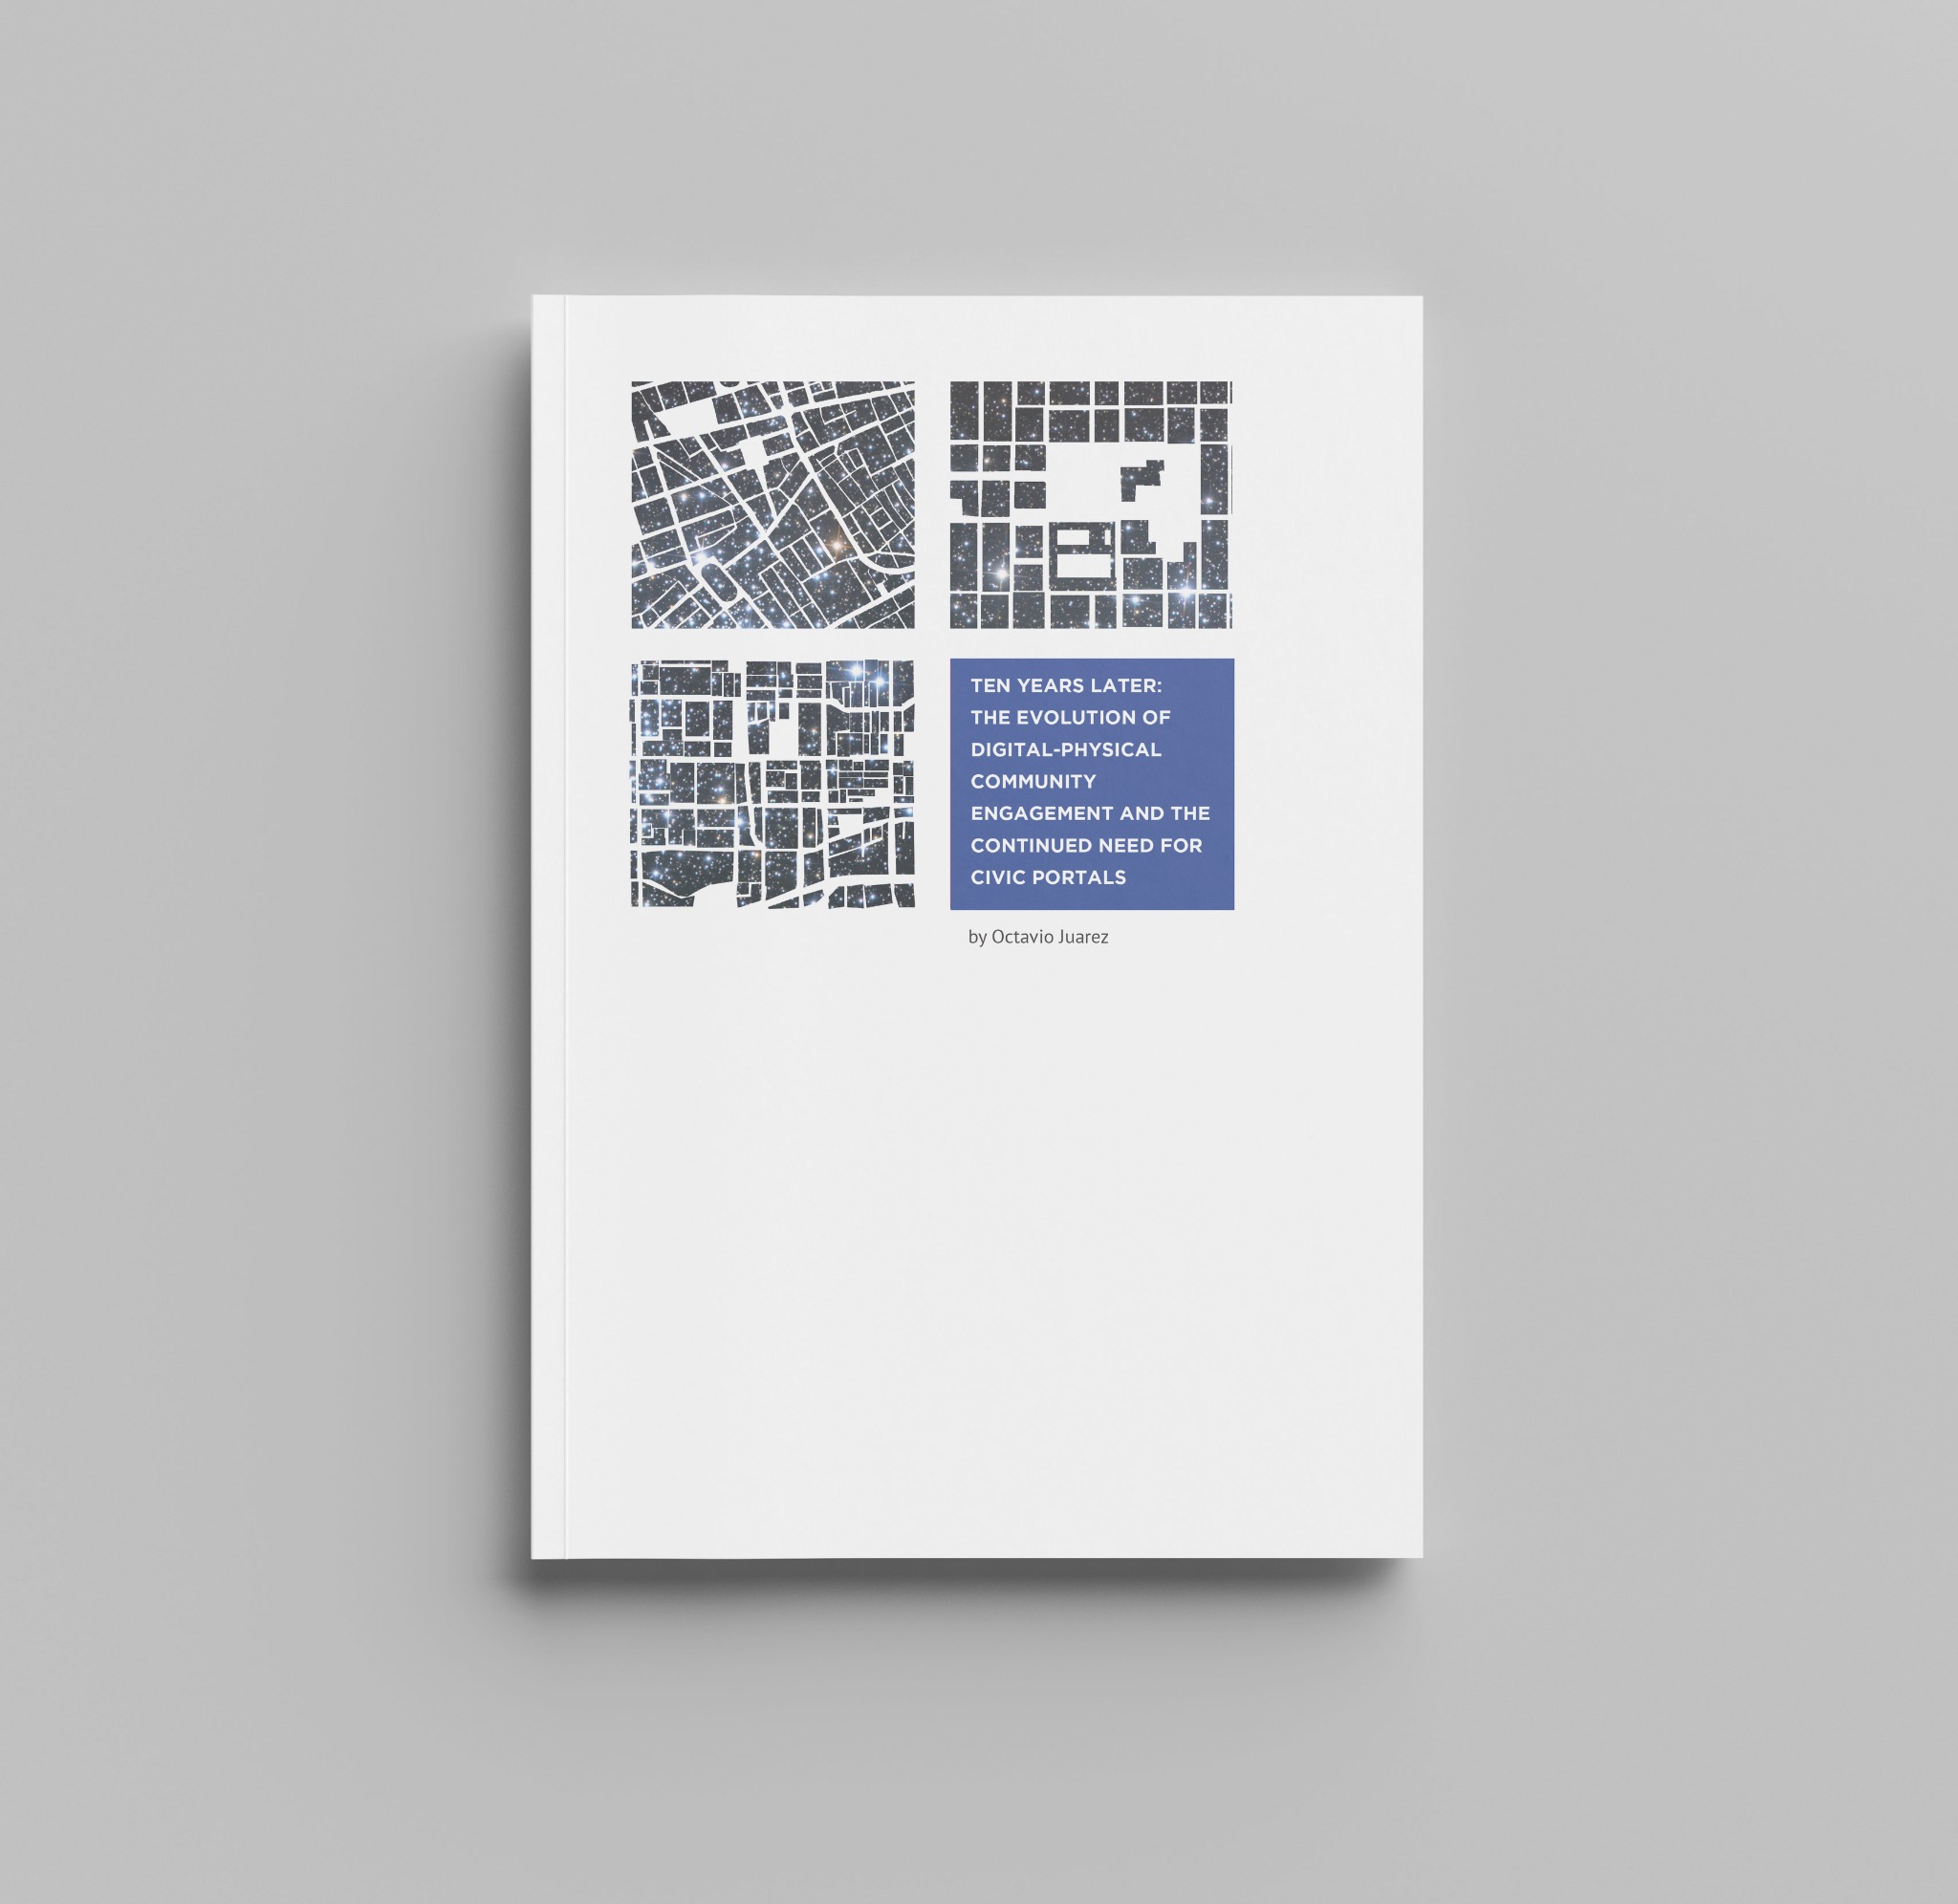 TEN YEARS LATER:
THE EVOLUTION OF
DIGITAL-PHYSICAL
COMMUNITY
ENGAGEMENT AND THE
CONTINUED NEED FOR
CIVIC PORTALS
by Octavio Juarez